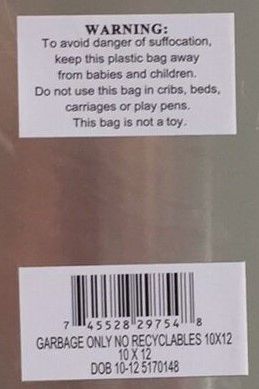 WARNING:
To avoid danger of suffocation,
keep this plastic bag away
from babies and children.
Do not use this bag in cribs, beds,
carriages or play pens.
This bag is not a toy.
7 45528 29754 8
GARBAGE ONLY NO RECYCLABLES 10X12
10 X 12
DOB 10-12 5170148